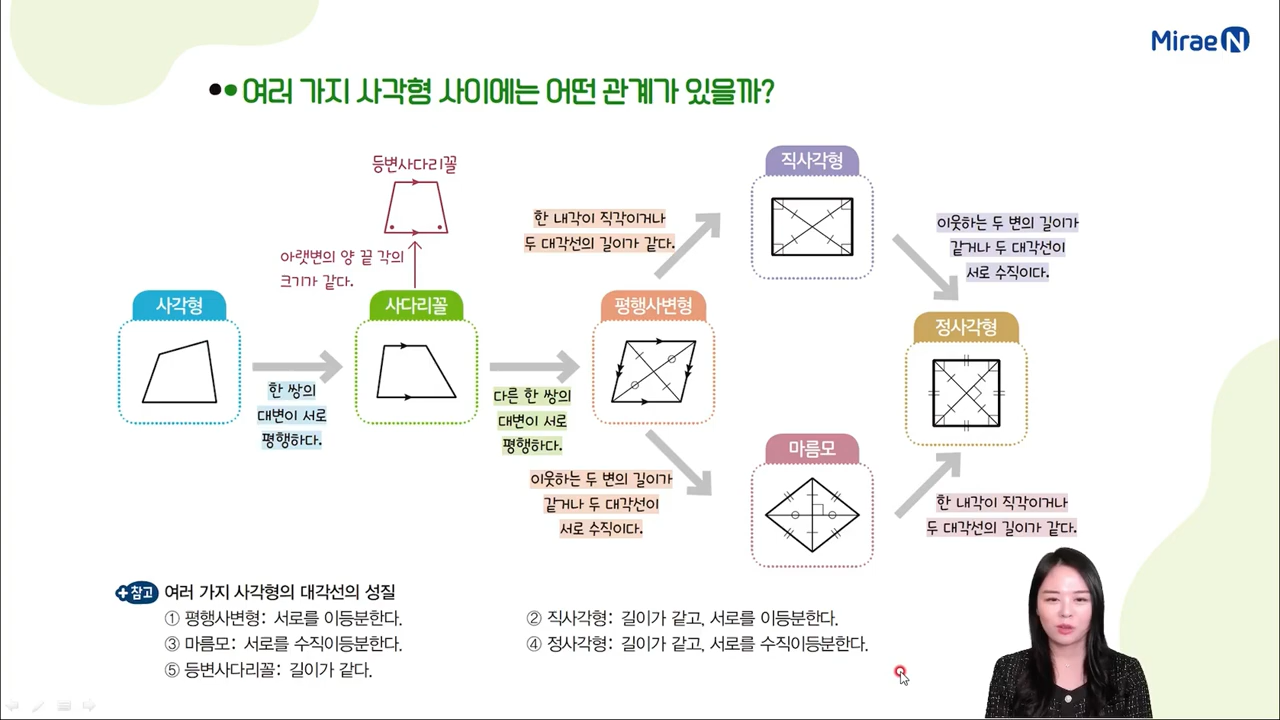 Mirae N
여러 가지 사각형 사이에는 어떤 관계가 있을까?
등변사다리꼴
아랫변의 양 끝 각의
크기가 같다.
사각형
한 쌍의
대변이 서로
평행하다.
사다리꼴
다른 한 쌍의
대변이 서로
평행하다.
평행사변형
한 내각이 직각이거나
두 대각선의 길이가 같다.
이웃하는 두 변의 길이가
같거나 두 대각선이
서로 수직이다.
직사각형
이웃하는 두 변의 길이가
같거나 두 대각선이
서로 수직이다.
마름모
한 내각이 직각이거나
두 대각선의 길이가 같다.
정사각형
참고 여러 가지 사각형의 대각선의 성질
① 평행사변형: 서로를 이등분한다.
② 직사각형: 길이가 같고, 서로를 이등분한다.
③ 마름모: 서로를 수직이등분한다.
④ 정사각형: 길이가 같고, 서로를 수직이등분한다.
⑤ 등변사다리꼴: 길이가 같다.